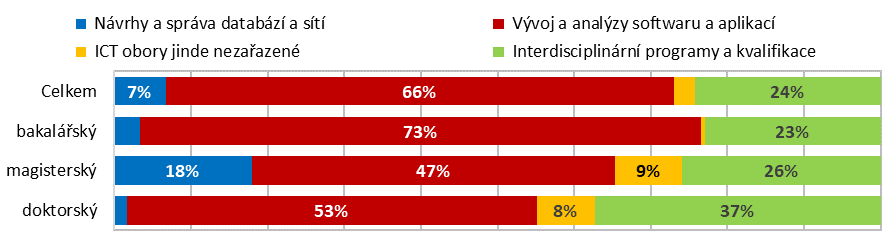 Návrhy a správa databází a sítí Vývoj a analýzy softwaru a aplikací
ICT obory jinde nezařazené Interdisciplinární programy a kvalifikace
Celkem 7% 66% 24%
bakalářský 73% 23%
magisterský 18% 47% 9% 26%
doktorský 53% 8% 37%